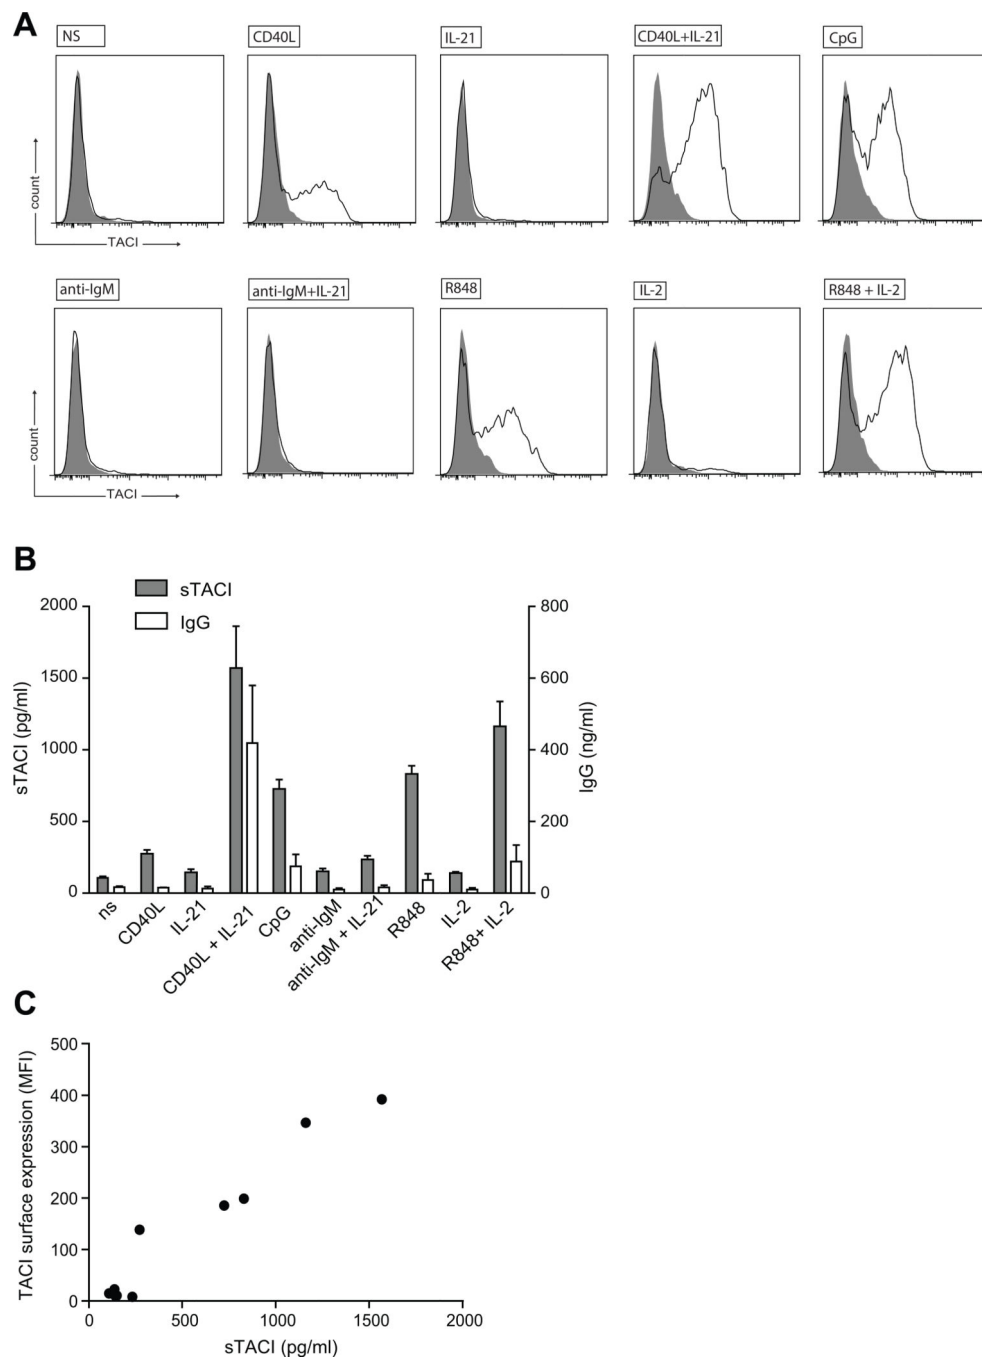 A
NS
CD40L
IL-21
CD40L+IL-21
CpG
count
TACI
anti-IgM
anti-IgM+IL-21
R848
IL-2
R848 + IL-2
count
TACI
B
sTACI
IgG
2000
1500
1000
500
0
sTACI (pg/ml)
800
600
400
200
0
IgG (ng/ml)
ns
CD40L
IL-21
CD40L + IL-21
CpG
anti-IgM
anti-IgM + IL-21
R848
IL-2
R848+ IL-2
C
500
400
300
200
100
0
TACI surface expression (MFI)
0 500 1000 1500 2000
sTACI (pg/ml)